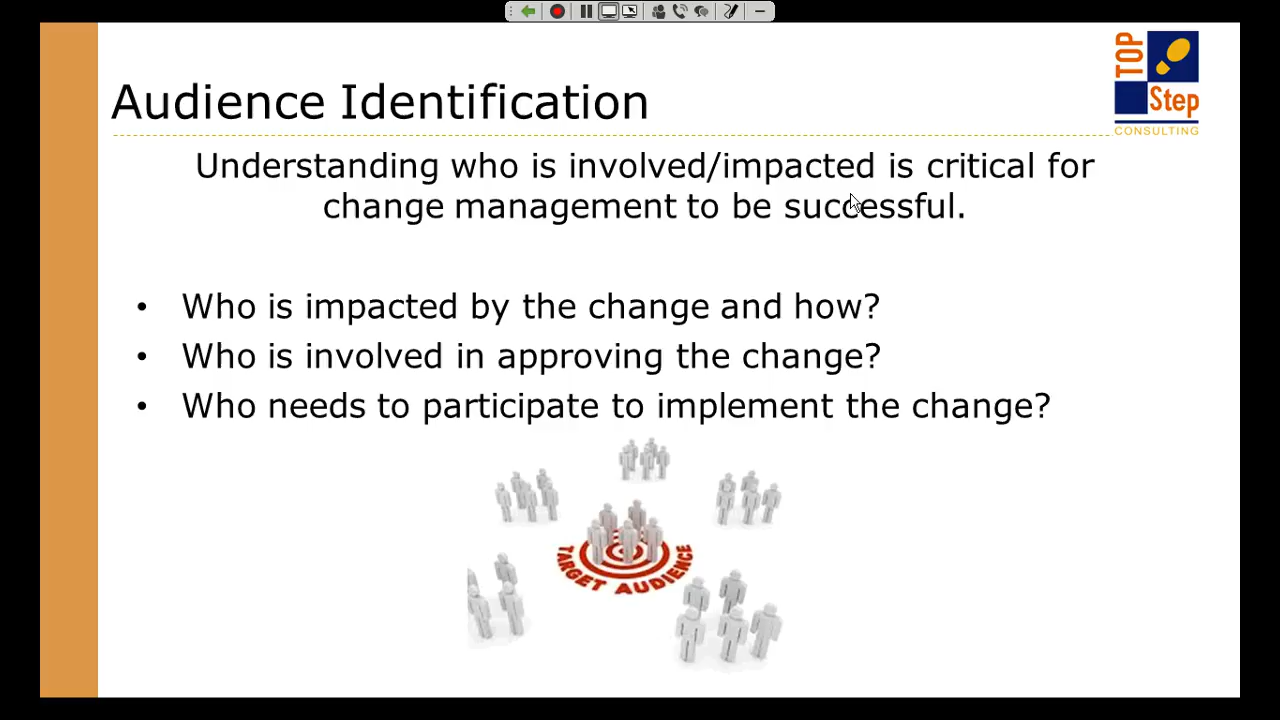 TOP
Step
CONSULTING
Audience Identification
Understanding who is involved/impacted is critical for
change management to be successful.
• Who is impacted by the change and how?
• Who is involved in approving the change?
• Who needs to participate to implement the change?
TARGET AUDIENCE